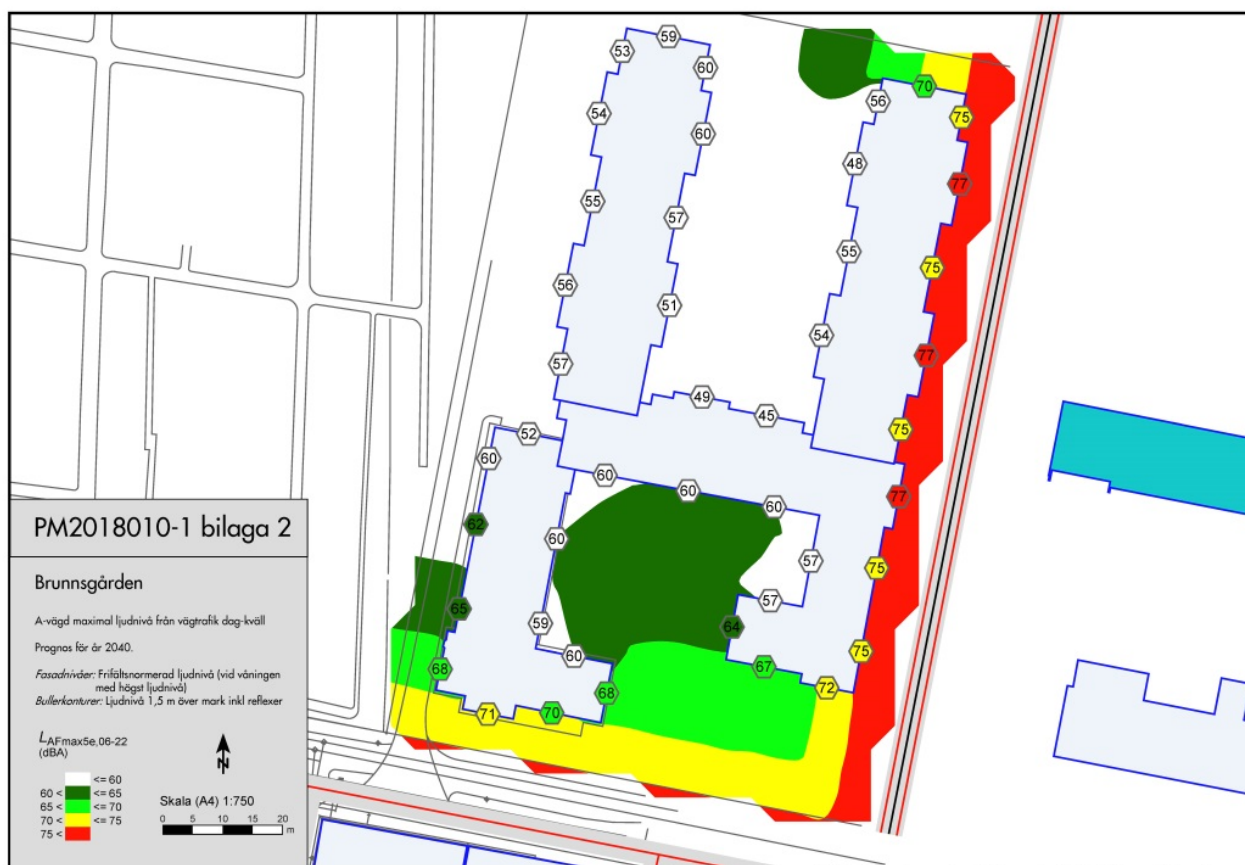 PM2018010-1 bilaga 2
Brunnsgården
A-vägd maximal ljudnivå från vägtrafik dag-kväll
Prognos för år 2040.
Fasadnivåer: Frifältsnormerad ljudnivå (vid våningen
med högst ljudnivå)
Bullerkonturer: Ljudnivå 1,5 m över mark inkl reflexer
LAFmax5e,06-22
(dBA)
<= 60
60 < <= 65
65 < <= 70
70 < <= 75
75 <
N
Skala (A4) 1:750
0 5 10 15 20
m
59
53
60
70
56
75
54
60
48
77
55
57
55
75
56
51
54
77
57
49
45
75
52
60
60
60
60
77
62
60
57
75
57
65
59
64
60
75
68
67
68
72
71
70